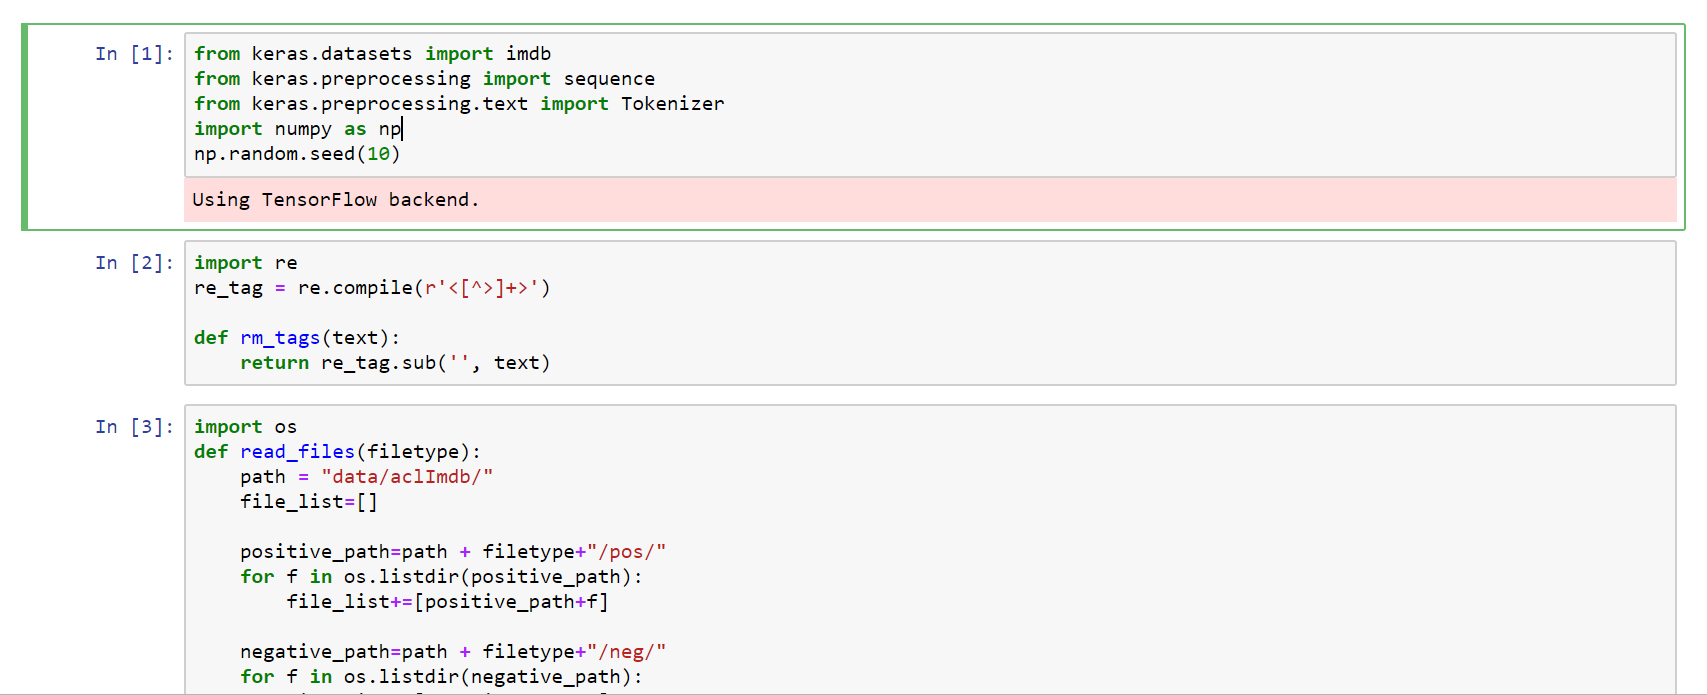 In [1]:
from keras.datasets import imdb
from keras.preprocessing import sequence
from keras.preprocessing.text import Tokenizer
import numpy as np
np.random.seed(10)
Using TensorFlow backend.
In [2]:
import re
re_tag = re.compile(r'<[^>]+>')
def rm_tags(text):
    return re_tag.sub('', text)
In [3]:
import os
def read_files(filetype):
    path = "data/aclImdb/"
    file_list=[]
    positive_path=path + filetype+"/pos/"
    for f in os.listdir(positive_path):
        file_list+=[positive_path+f]
    negative_path=path + filetype+"/neg/"
    for f in os.listdir(negative_path):